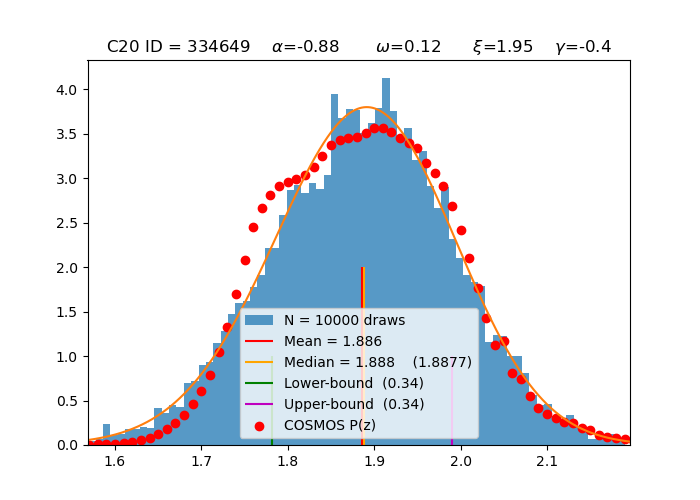 C20 ID = 334649 α=-0.88 ω=0.12 ξ=1.95 γ=-0.4
4.0
3.5
3.0
2.5
2.0
1.5
1.0
0.5
0.0
N = 10000 draws
Mean = 1.886
Median = 1.888 (1.8877)
Lower-bound (0.34)
Upper-bound (0.34)
COSMOS P(z)
1.6 1.7 1.8 1.9 2.0 2.1